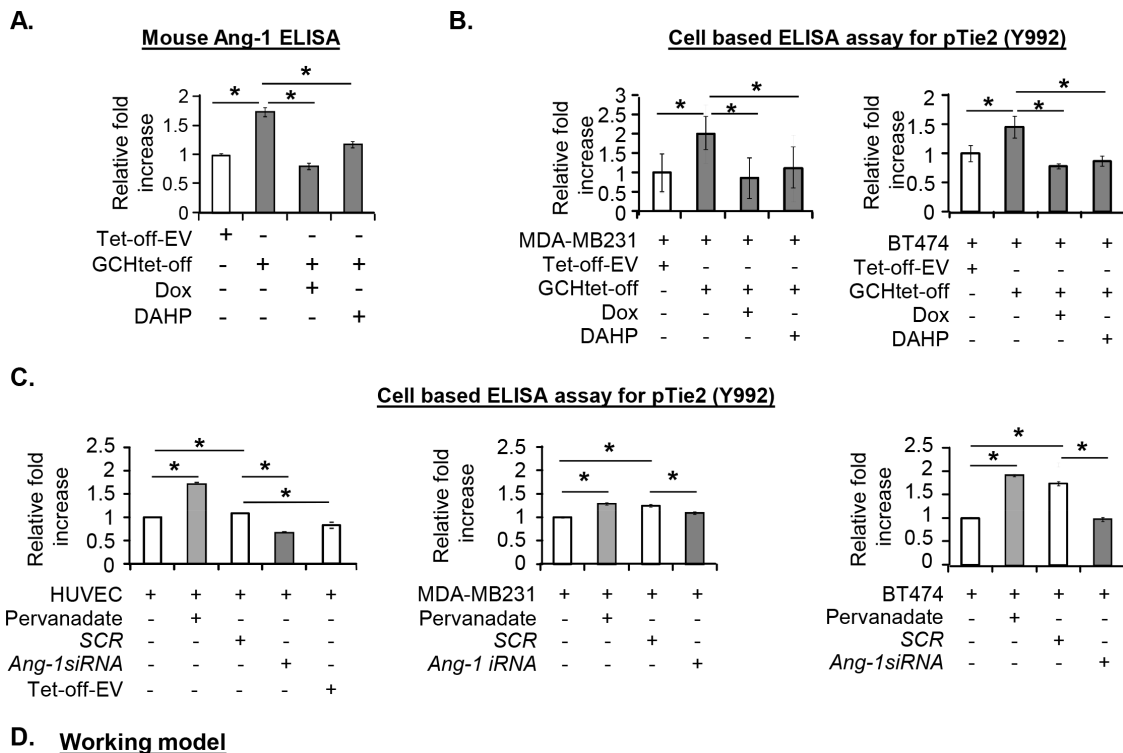 A.
Mouse Ang-1 ELISA
* * *
Relative fold increase
2
1.5
1
0.5
0
Tet-off-EV + - - -
GCHtet-off - + + +
Dox - - + -
DAHP - - - +
B.
Cell based ELISA assay for pTie2 (Y992)
* * *
Relative fold increase
3
2.5
2
1.5
1
0.5
0
MDA-MB231 + + + +
Tet-off-EV + - - -
GCHtet-off - + + +
Dox - - + -
DAHP - - - +
* * *
Relative fold increase
2
1.5
1
0.5
0
BT474 + + + +
Tet-off-EV + - - -
GCHtet-off - + + +
Dox - - + -
DAHP - - - +
C.
Cell based ELISA assay for pTie2 (Y992)
* * * *
Relative fold increase
2.5
2
1.5
1
0.5
0
HUVEC + + + + +
Pervanadate - + - - -
SCR - - + - -
Ang-1siRNA - - - + -
Tet-off-EV - - - - +
* * *
Relative fold increase
2.5
2
1.5
1
0.5
0
MDA-MB231 + + + +
Pervanadate - + - -
SCR - - + -
Ang-1 iRNA - - - +
* * *
Relative fold increase
2.5
2
1.5
1
0.5
0
BT474 + + + +
Pervanadate - + - -
SCR - - + -
Ang-1siRNA - - - +
D. Working model